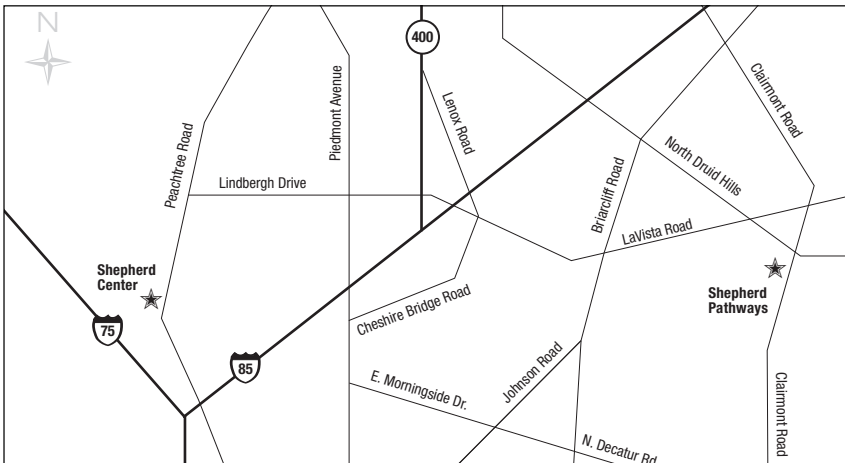 N
400
Peachtree Road
Piedmont Avenue
Lenox Road
Clairmont Road
North Druid Hills
Lindbergh Drive
Briarcliff Road
LaVista Road
Shepherd
Center
Shepherd
Pathways
75
85
Cheshire Bridge Road
E. Morningside Dr.
Johnson Road
Clairmont Road
N. Decatur Rd